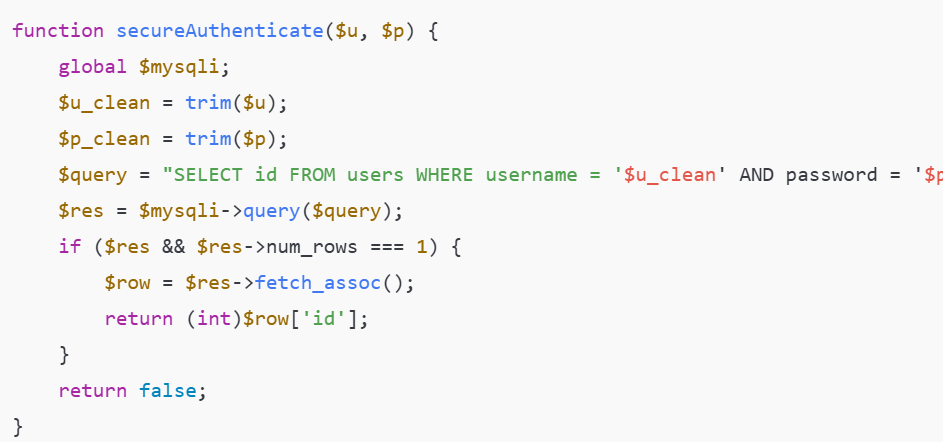 function secureAuthenticate($u, $p) {
    global $mysqli;
    $u_clean = trim($u);
    $p_clean = trim($p);
    $query = "SELECT id FROM users WHERE username = '$u_clean' AND password = '$p
    $res = $mysqli->query($query);
    if ($res && $res->num_rows === 1) {
        $row = $res->fetch_assoc();
        return (int)$row['id'];
    }
    return false;
}